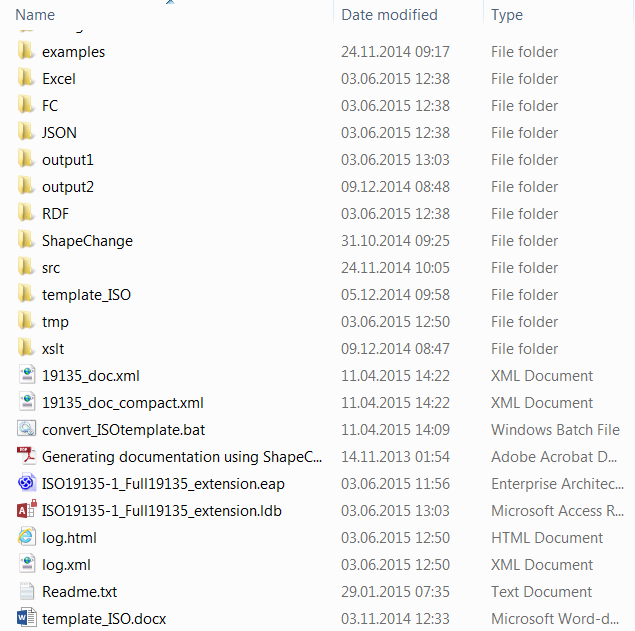 Name Date modified Type
examples 24.11.2014 09:17 File folder
Excel 03.06.2015 12:38 File folder
FC 03.06.2015 12:38 File folder
JSON 03.06.2015 12:38 File folder
output1 03.06.2015 13:03 File folder
output2 09.12.2014 08:48 File folder
RDF 03.06.2015 12:38 File folder
ShapeChange 31.10.2014 09:25 File folder
src 24.11.2014 10:05 File folder
template_ISO 05.12.2014 09:58 File folder
tmp 03.06.2015 12:50 File folder
xslt 09.12.2014 08:47 File folder
19135_doc.xml 11.04.2015 14:22 XML Document
19135_doc_compact.xml 11.04.2015 14:22 XML Document
convert_ISOtemplate.bat 11.04.2015 14:09 Windows Batch File
Generating documentation using ShapeC... 14.11.2013 01:54 Adobe Acrobat D...
ISO19135-1_Full19135_extension.eap 03.06.2015 11:56 Enterprise Architec...
ISO19135-1_Full19135_extension.ldb 03.06.2015 13:03 Microsoft Access R...
log.html 03.06.2015 12:50 HTML Document
log.xml 03.06.2015 12:50 XML Document
Readme.txt 29.01.2015 07:35 Text Document
template_ISO.docx 03.11.2014 12:33 Microsoft Word-d...